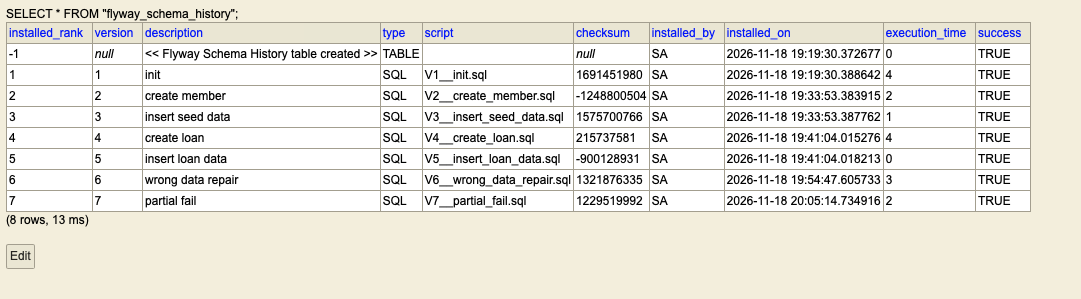 SELECT * FROM "flyway_schema_history";
installed_rank version description type script checksum installed_by installed_on execution_time success
-1 null << Flyway Schema History table created >> TABLE null SA 2026-11-18 19:19:30.372677 0 TRUE
1 1 init SQL V1__init.sql 1691451980 SA 2026-11-18 19:19:30.388642 4 TRUE
2 2 create member SQL V2__create_member.sql -1248800504 SA 2026-11-18 19:33:53.383915 2 TRUE
3 3 insert seed data SQL V3__insert_seed_data.sql 1575700766 SA 2026-11-18 19:33:53.387762 1 TRUE
4 4 create loan SQL V4__create_loan.sql 215737581 SA 2026-11-18 19:41:04.015276 4 TRUE
5 5 insert loan data SQL V5__insert_loan_data.sql -900128931 SA 2026-11-18 19:41:04.018213 0 TRUE
6 6 wrong data repair SQL V6__wrong_data_repair.sql 1321876335 SA 2026-11-18 19:54:47.605733 3 TRUE
7 7 partial fail SQL V7__partial_fail.sql 1229519992 SA 2026-11-18 20:05:14.734916 2 TRUE
(8 rows, 13 ms)
Edit